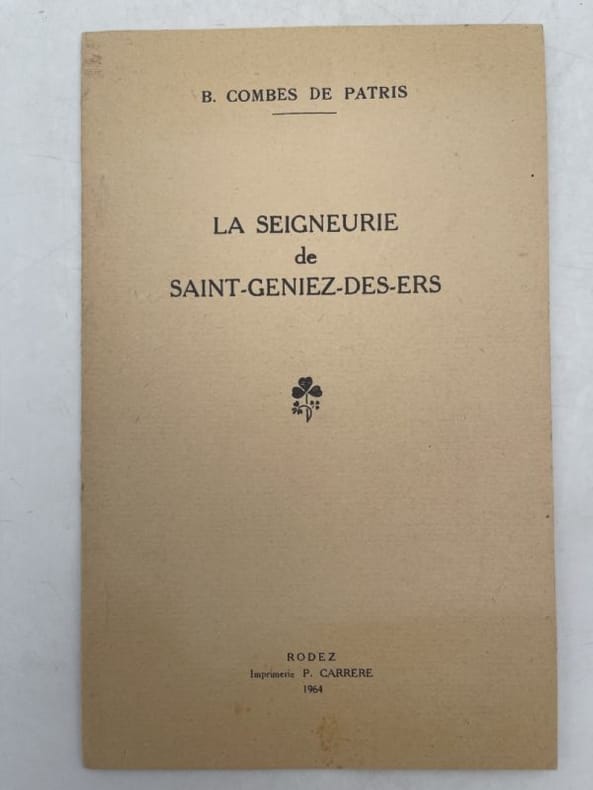 B. COMBES DE PATRIS
LA SEIGNEURIE
de
SAINT-GENIEZ-DES-ERS
RODEZ
Imprimerie P. CARRERE
1964